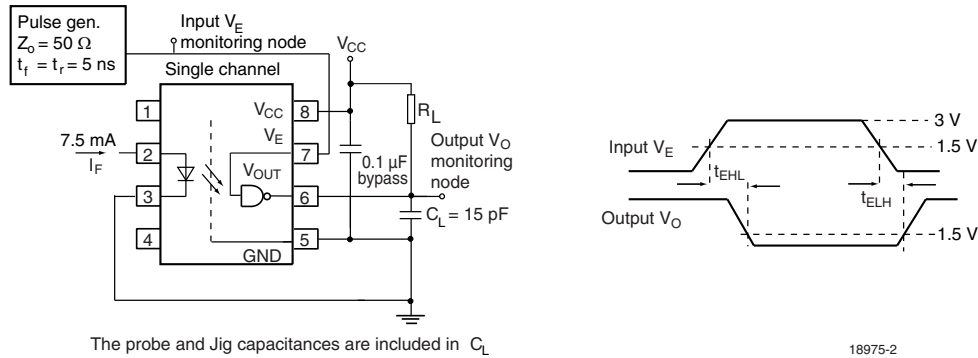 Pulse gen.
Zo = 50 Ω
tf = tr = 5 ns
Input VE
monitoring node
Single channel
VCC
1
2
3
4
VCC
VE
VOUT
GND
8
7
6
5
7.5 mA
IF
RL
0.1 µF
bypass
Output VO
monitoring
node
CL = 15 pF
The probe and Jig capacitances are included in CL
Input VE
3 V
1.5 V
tEHL
tELH
Output VO
1.5 V
18975-2